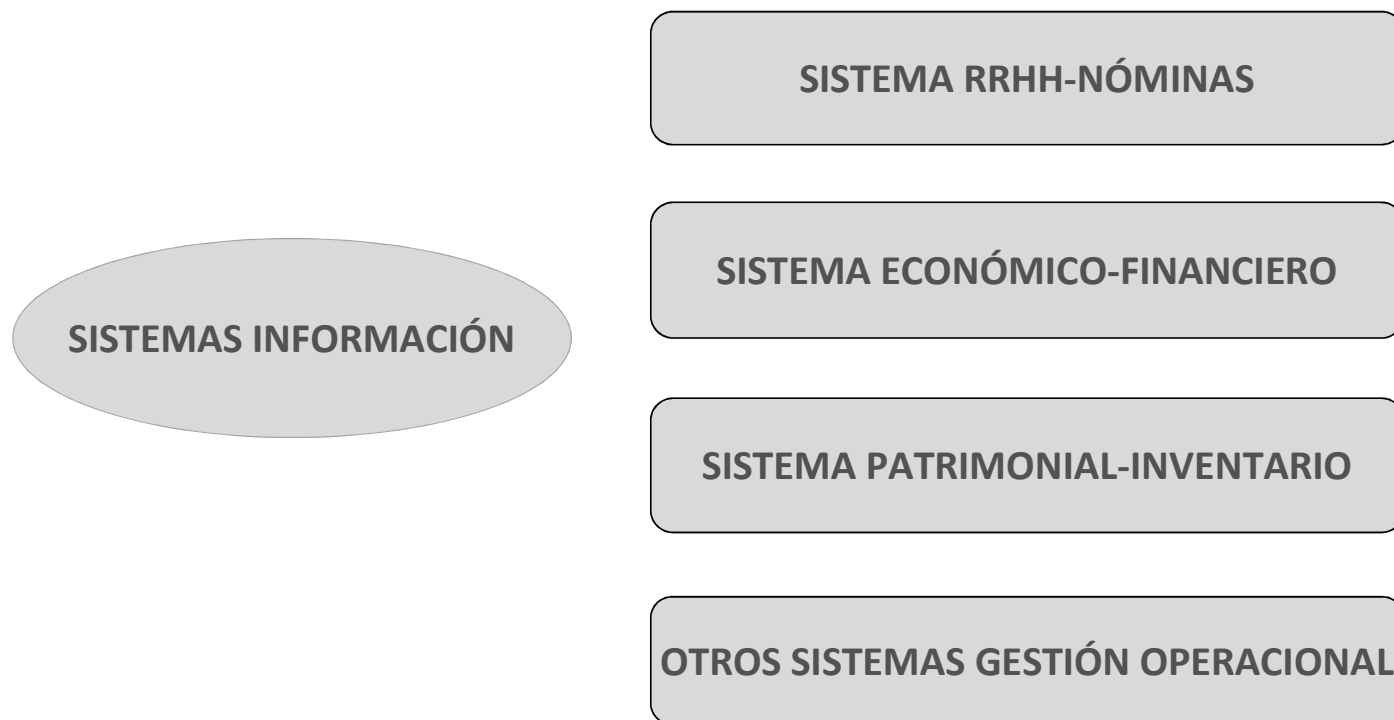 SISTEMA RRHH-NÓMINAS
SISTEMA ECONÓMICO-FINANCIERO
SISTEMAS INFORMACIÓN
SISTEMA PATRIMONIAL-INVENTARIO
OTROS SISTEMAS GESTIÓN OPERACIONAL